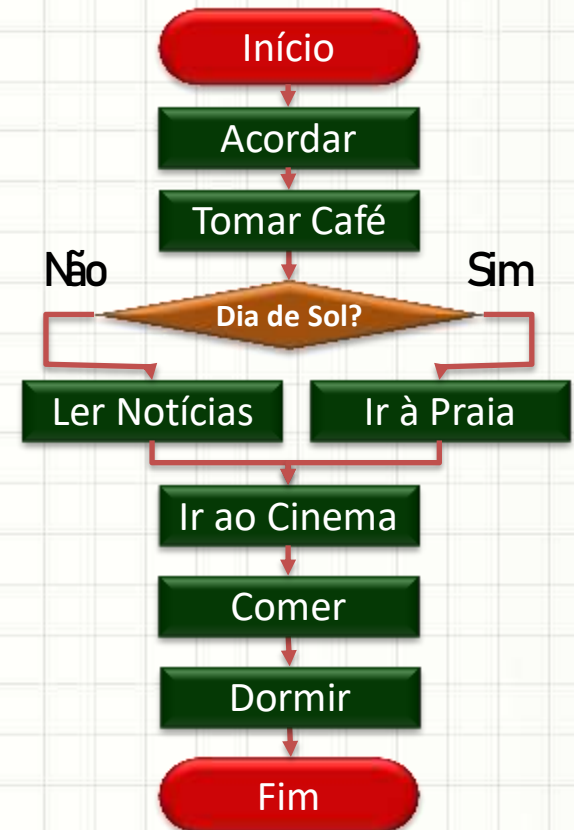 Início
Acordar
Tomar Café
Não
Sim
Dia de Sol?
Ler Notícias
Ir à Praia
Ir ao Cinema
Comer
Dormir
Fim